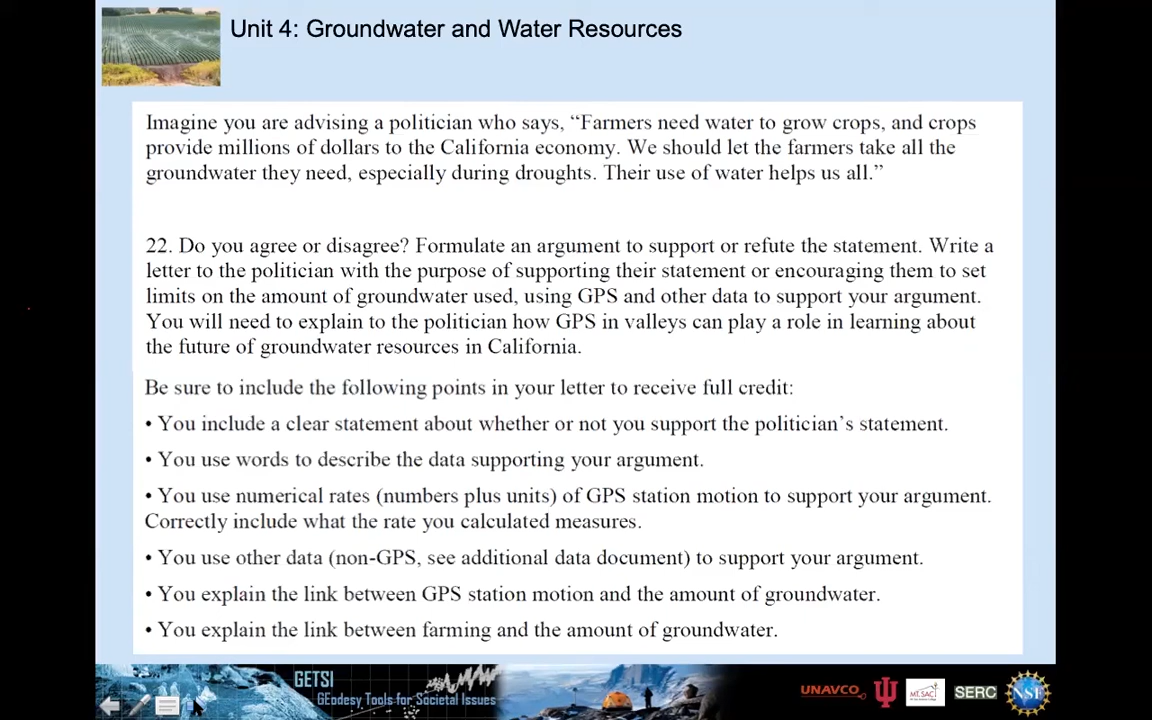 Unit 4: Groundwater and Water Resources
Imagine you are advising a politician who says, “Farmers need water to grow crops, and crops
provide millions of dollars to the California economy. We should let the farmers take all the
groundwater they need, especially during droughts. Their use of water helps us all.”
22. Do you agree or disagree? Formulate an argument to support or refute the statement. Write a
letter to the politician with the purpose of supporting their statement or encouraging them to set
limits on the amount of groundwater used, using GPS and other data to support your argument.
You will need to explain to the politician how GPS in valleys can play a role in learning about
the future of groundwater resources in California.
Be sure to include the following points in your letter to receive full credit:
• You include a clear statement about whether or not you support the politician’s statement.
• You use words to describe the data supporting your argument.
• You use numerical rates (numbers plus units) of GPS station motion to support your argument.
Correctly include what the rate you calculated measures.
• You use other data (non-GPS, see additional data document) to support your argument.
• You explain the link between GPS station motion and the amount of groundwater.
• You explain the link between farming and the amount of groundwater.
GETSI
GEodesy Tools for Societal Issues
UNAVCO
MT. SAC
SERC
NSF